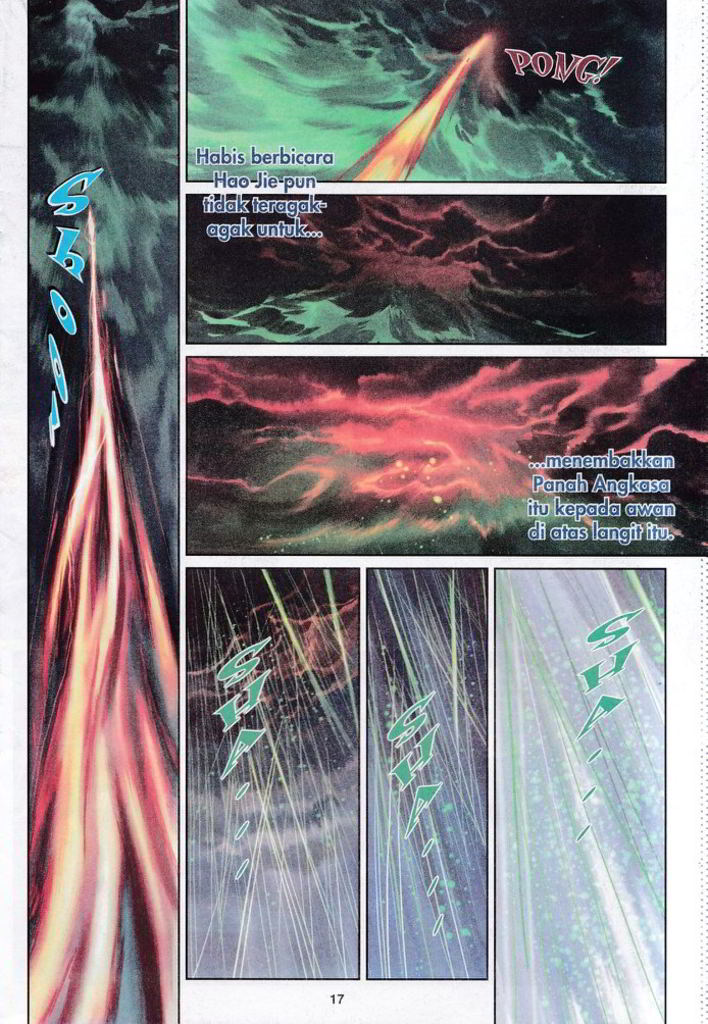 Shoot
PONG!
Habis berbicara
Hao Jie-pun
tidak teragak-
agak untuk...
...menembakkan
Panah Angkasa
itu kepada awan
di atas langit itu.
SHA....
SHA....
SHA....
17